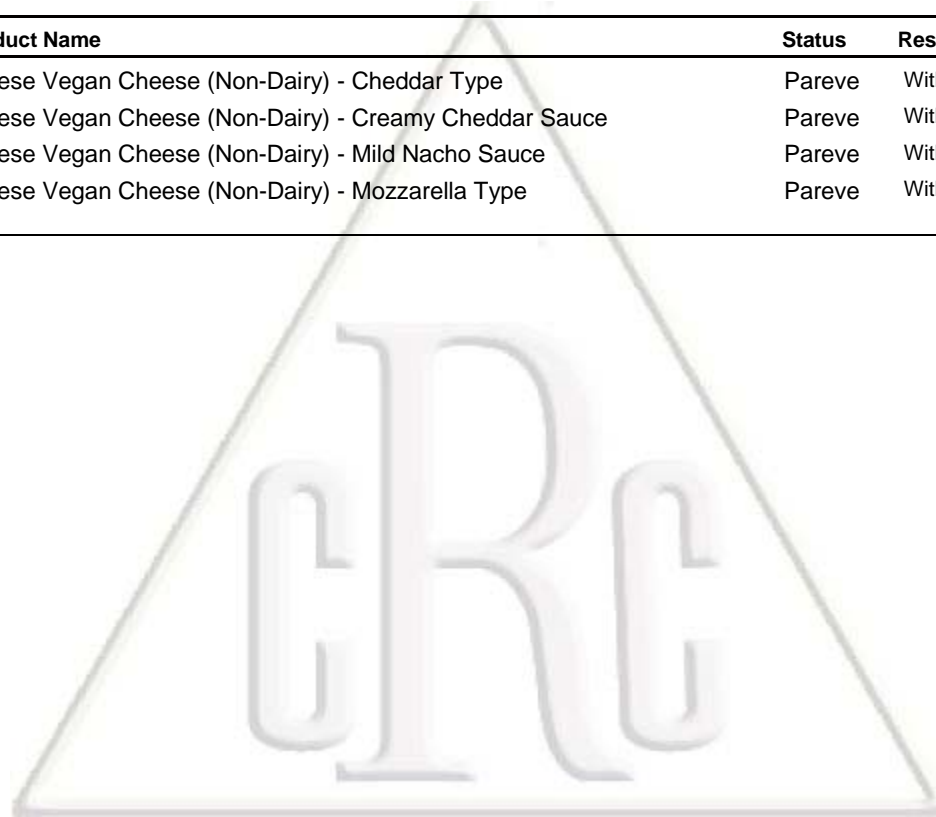 duct Name Status Res
ese Vegan Cheese (Non-Dairy) - Cheddar Type Pareve Wit
ese Vegan Cheese (Non-Dairy) - Creamy Cheddar Sauce Pareve Wit
ese Vegan Cheese (Non-Dairy) - Mild Nacho Sauce Pareve Wit
ese Vegan Cheese (Non-Dairy) - Mozzarella Type Pareve Wit
cRc